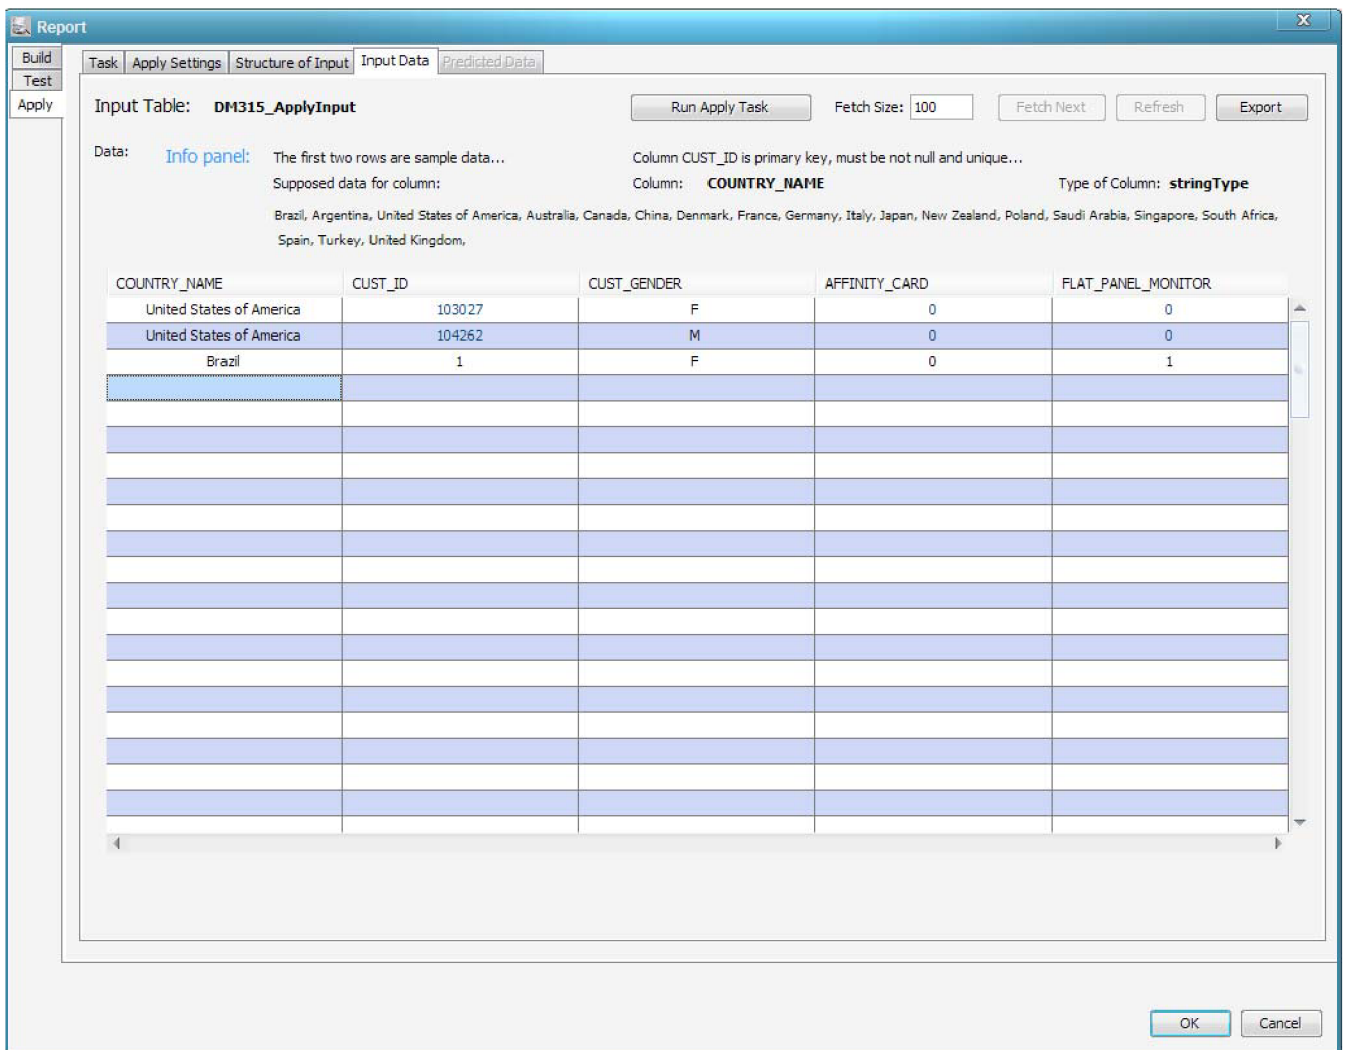 Report
X
Build
Test
Apply
Task Apply Settings Structure of Input Input Data Predicted Data
Input Table: DM315_ApplyInput Run Apply Task Fetch Size: 100 Fetch Next Refresh Export
Data: Info panel: The first two rows are sample data... Column CUST_ID is primary key, must be not null and unique...
Supposed data for column: Column: COUNTRY_NAME Type of Column: stringType
Brazil, Argentina, United States of America, Australia, Canada, China, Denmark, France, Germany, Italy, Japan, New Zealand, Poland, Saudi Arabia, Singapore, South Africa,
Spain, Turkey, United Kingdom,
COUNTRY_NAME CUST_ID CUST_GENDER AFFINITY_CARD FLAT_PANEL_MONITOR
United States of America 103027 F 0 0
United States of America 104262 M 0 0
Brazil 1 F 0 1
OK Cancel